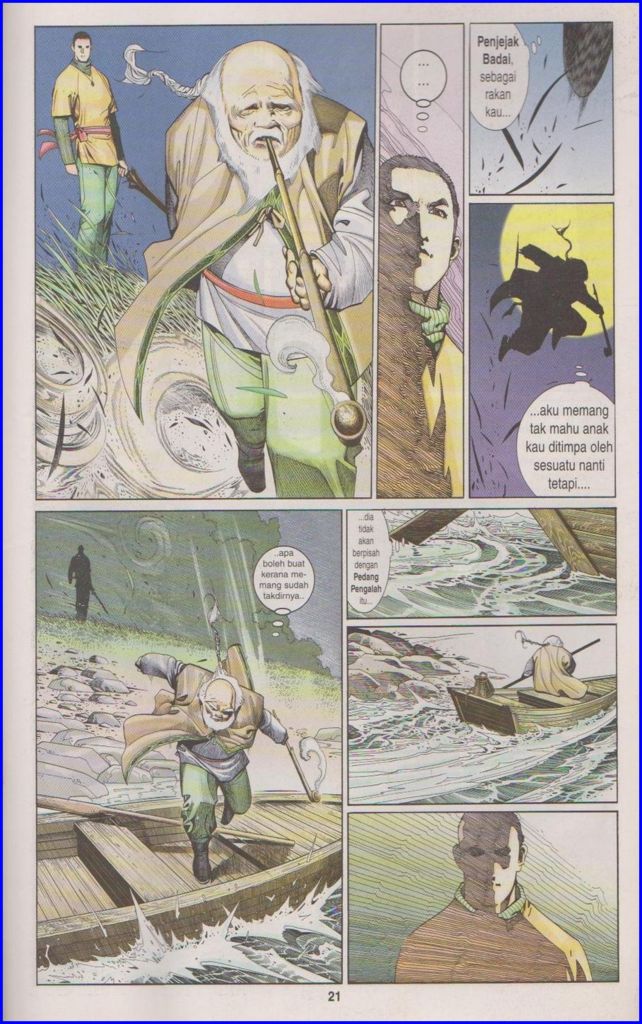 ...
...
Penjejak
Badai,
sebagai
rakan
kau...
...aku memang
tak mahu anak
kau ditimpa oleh
sesuatu nanti
tetapi....
..apa
boleh buat
kerana me-
mang sudah
takdirnya..
...dia
tidak
akan
berpisah
dengan
Pedang
Pengalah
itu...
21